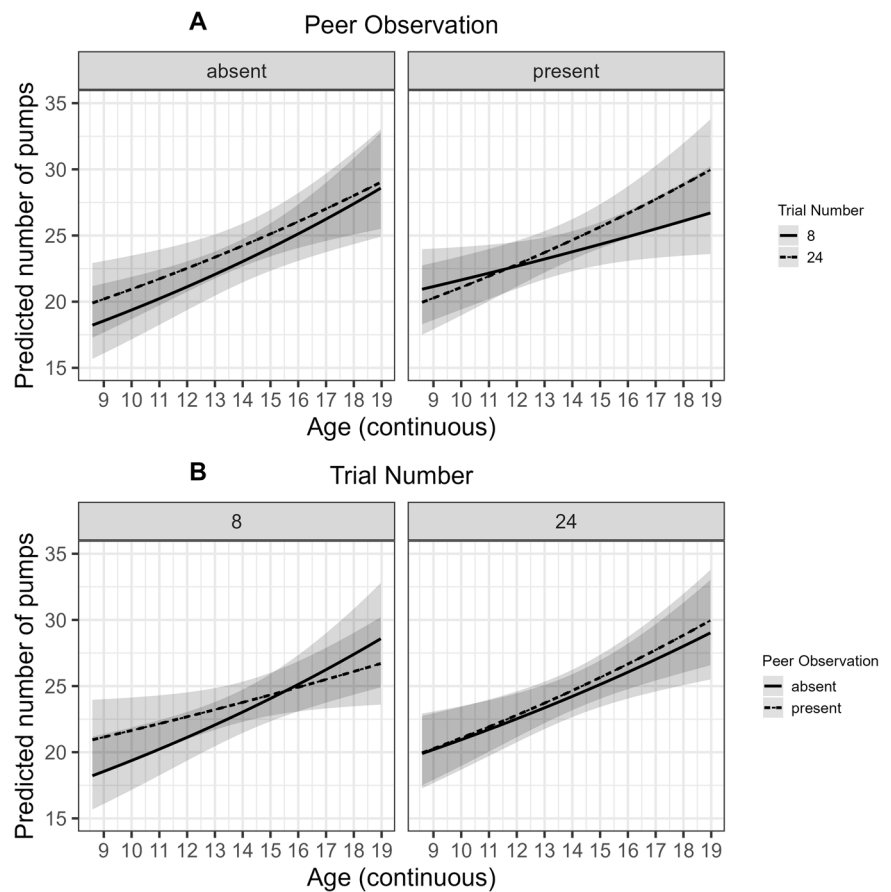 A Peer Observation
absent present
Predicted number of pumps
35
30
25
20
15
9 10 11 12 13 14 15 16 17 18 19 9 10 11 12 13 14 15 16 17 18 19
Age (continuous)
Trial Number
8
24
B Trial Number
8 24
Predicted number of pumps
35
30
25
20
15
9 10 11 12 13 14 15 16 17 18 19 9 10 11 12 13 14 15 16 17 18 19
Age (continuous)
Peer Observation
absent
present